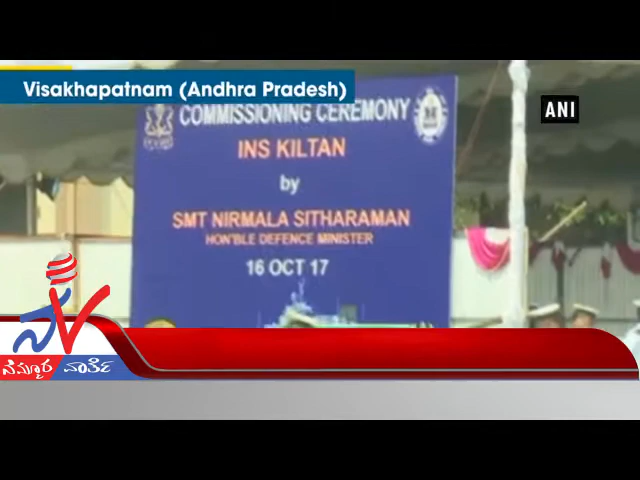 Visakhapatnam (Andhra Pradesh)
ANI
COMMISSIONING CEREMONY
INS KILTAN
by
SMT NIRMALA SITHARAMAN
HON'BLE DEFENCE MINISTER
16 OCT 17
NV
ನೆಮ್ಮೂರ ವಾರ್ತೆ